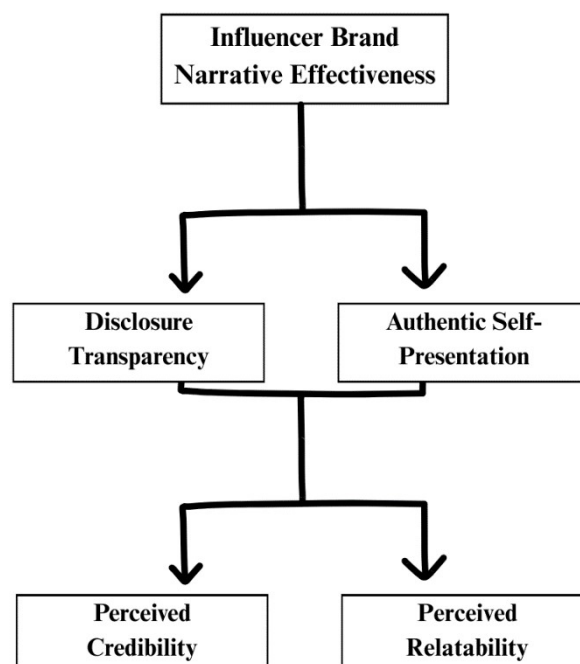 Influencer Brand
Narrative Effectiveness
Disclosure
Transparency
Authentic Self-
Presentation
Perceived
Credibility
Perceived
Relatability